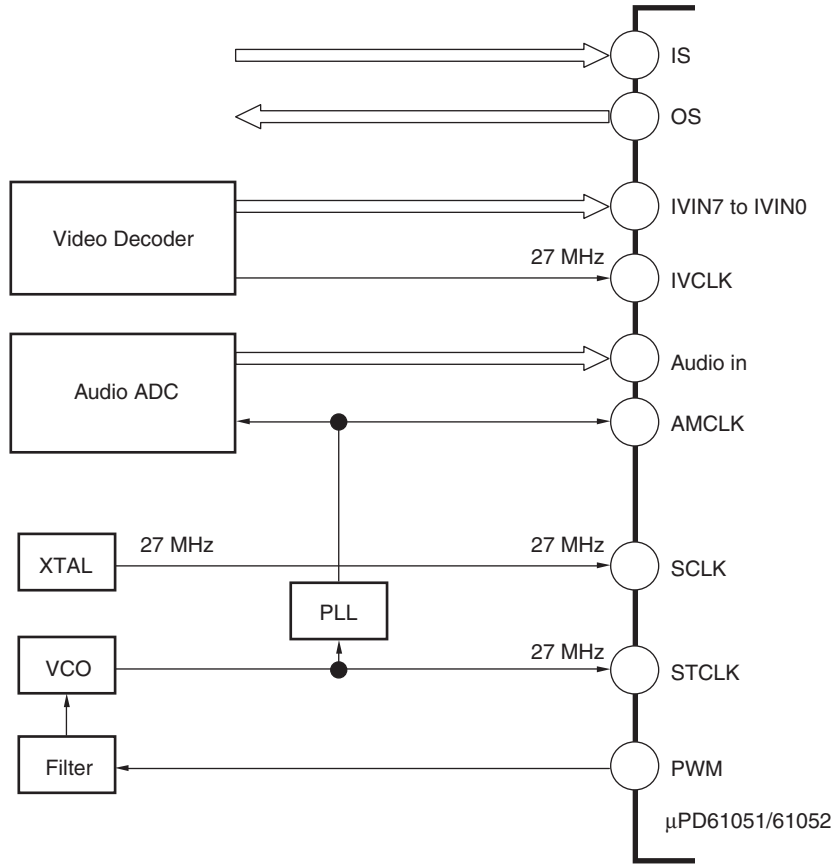 IS
OS
Video Decoder
IVIN7 to IVIN0
27 MHz
IVCLK
Audio ADC
Audio in
AMCLK
XTAL
27 MHz
27 MHz
SCLK
PLL
VCO
27 MHz
STCLK
Filter
PWM
μPD61051/61052